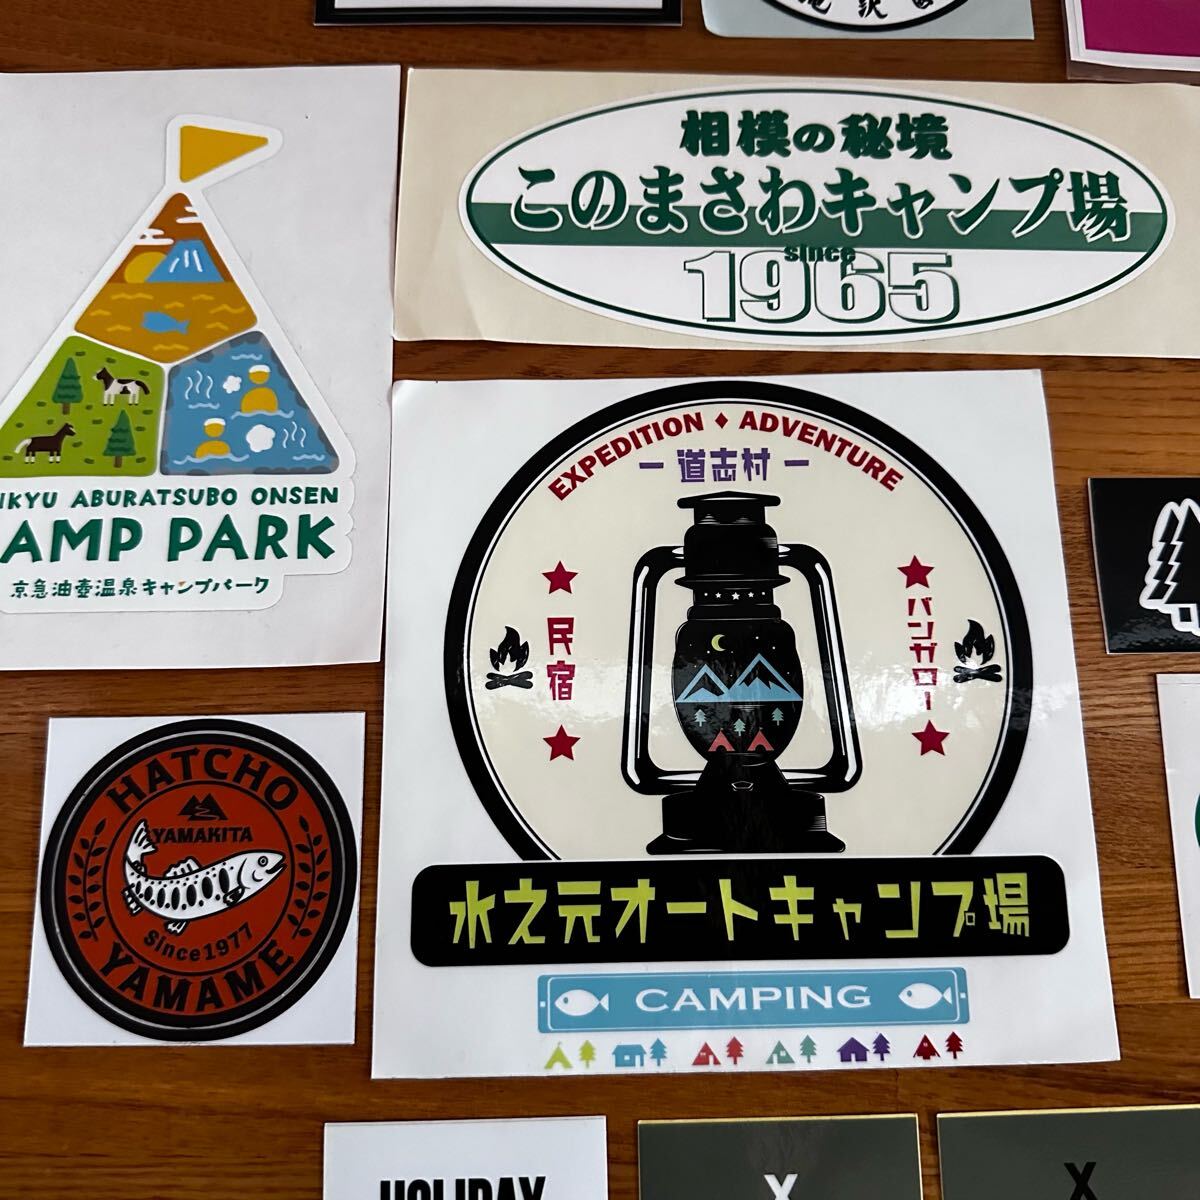 相模の秘境
このまさわキャンプ場
since
1965
IKYU ABURATSUBO ONSEN
AMP PARK
京急油壺温泉キャンプパーク
EXPEDITION ♦ ADVENTURE
ー 道志村 ー
民宿
バンガロー
水之元オートキャンプ場
CAMPING
HATCHO
YAMAKITA
Since1977
YAMAME
HOLIDAY
X
X